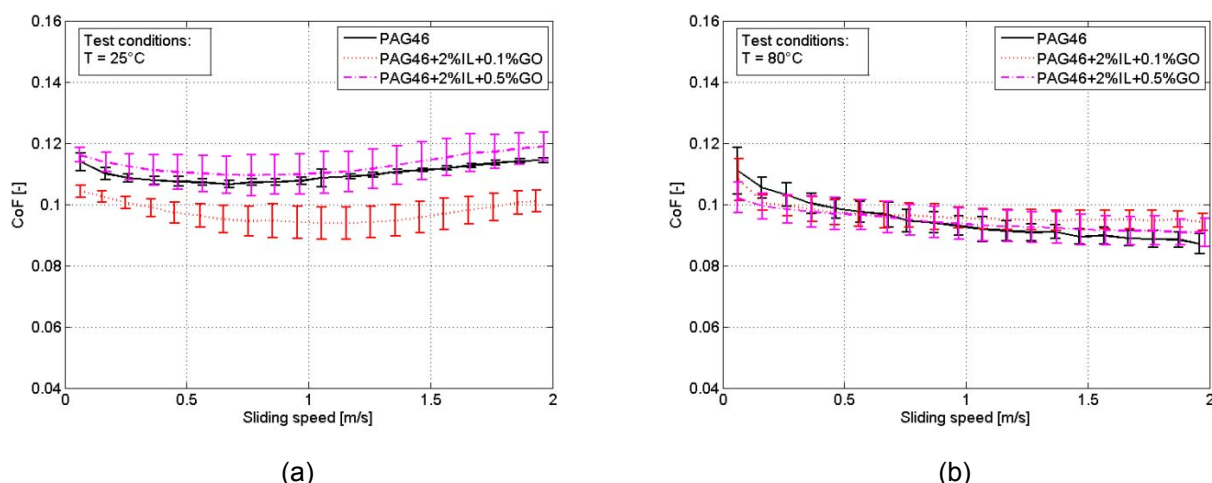 0.16
0.14
0.12
0.1
0.08
0.06
0.04
CoF [-]
Test conditions:
T = 25°C
PAG46
PAG46+2%IL+0.1%GO
PAG46+2%IL+0.5%GO
0
0.5
1
1.5
2
Sliding speed [m/s]
(a)
0.16
0.14
0.12
0.1
0.08
0.06
0.04
CoF [-]
Test conditions:
T = 80°C
PAG46
PAG46+2%IL+0.1%GO
PAG46+2%IL+0.5%GO
0
0.5
1
1.5
2
Sliding speed [m/s]
(b)